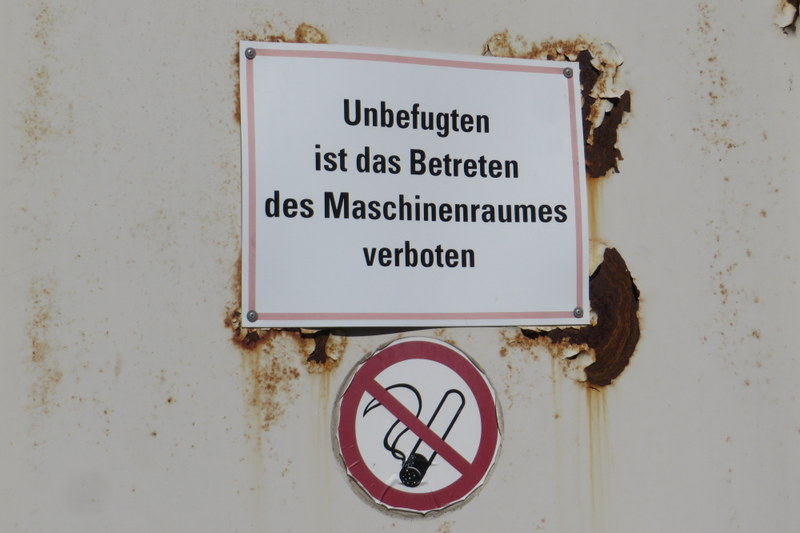 Unbefugten
ist das Betreten
des Maschinenraumes
verboten